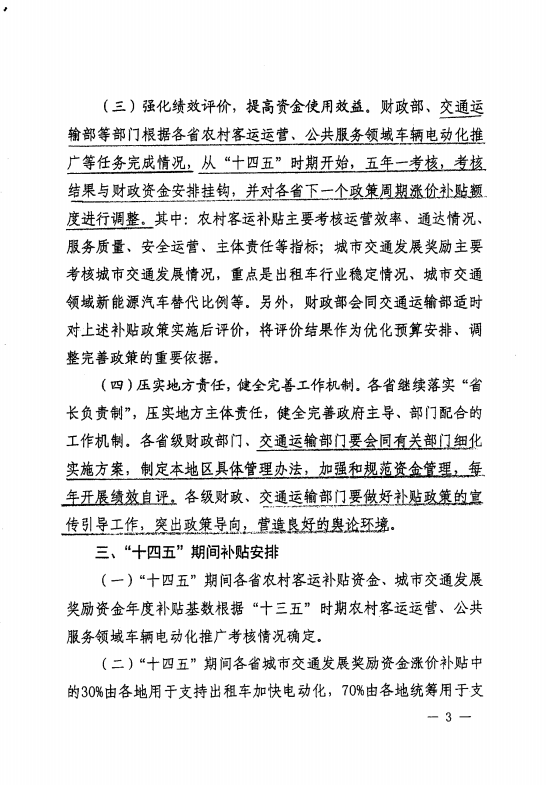 （三）强化绩效评价，提高资金使用效益。财政部、交通运
输部等部门根据各省农村客运运营、公共服务领域车辆电动化推
广等任务完成情况，从“十四五”时期开始，五年一考核，考核
结果与财政资金安排挂钩，并对各省下一个政策周期涨价补贴额
度进行调整。其中：农村客运补贴主要考核运营效率、通达情况、
服务质量、安全运营、主体责任等指标；城市交通发展奖励主要
考核城市交通发展情况，重点是出租车行业稳定情况、城市交通
领域新能源汽车替代比例等。另外，财政部会同交通运输部适时
对上述补贴政策实施后评价，将评价结果作为优化预算安排、调
整完善政策的重要依据。
（四）压实地方责任，健全完善工作机制。各省继续落实“省
长负责制”，压实地方主体责任，健全完善政府主导、部门配合的
工作机制。各省级财政部门、交通运输部门要会同有关部门细化
实施方案，制定本地区具体管理办法，加强和规范资金管理，每
年开展绩效自评。各级财政、交通运输部门要做好补贴政策的宣
传引导工作，突出政策导向，营造良好的舆论环境。
三、“十四五”期间补贴安排
（一）“十四五”期间各省农村客运补贴资金、城市交通发展
奖励资金年度补贴基数根据“十三五”时期农村客运运营、公共
服务领域车辆电动化推广考核情况确定。
（二）“十四五”期间各省城市交通发展奖励资金涨价补贴中
的30%由各地用于支持出租车加快电动化，70%由各地统筹用于支
— 3 —